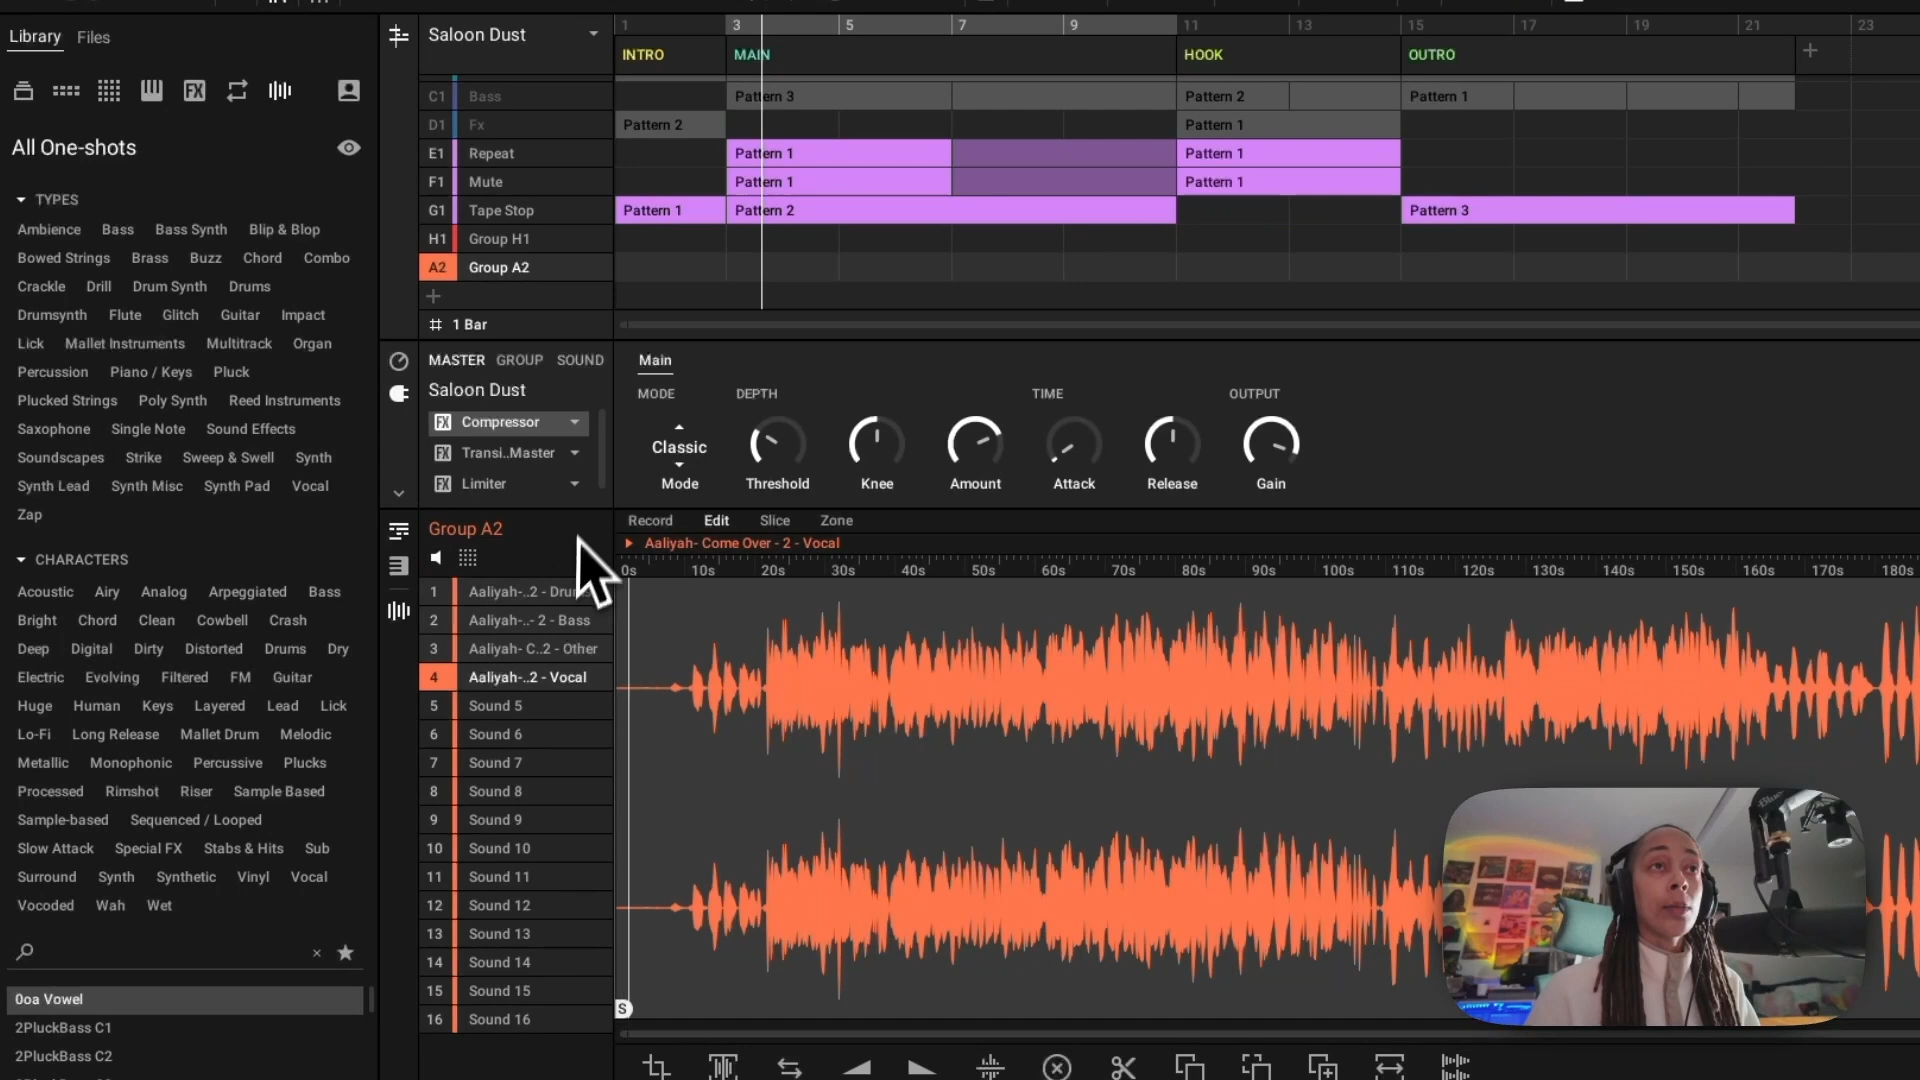 Library Files
All One-shots
TYPES
Ambience Bass Bass Synth Blip & Blop
Bowed Strings Brass Buzz Chord Combo
Crackle Drill Drum Synth Drums
Drumsynth Flute Glitch Guitar Impact
Lick Mallet Instruments Multitrack Organ
Percussion Piano / Keys Pluck
Plucked Strings Poly Synth Reed Instruments
Saxophone Single Note Sound Effects
Soundscapes Strike Sweep & Swell Synth
Synth Lead Synth Misc Synth Pad Vocal
Zap
CHARACTERS
Acoustic Airy Analog Arpeggiated Bass
Bright Chord Clean Cowbell Crash
Deep Digital Dirty Distorted Drums Dry
Electric Evolving Filtered FM Guitar
Huge Human Keys Layered Lead Lick
Lo-Fi Long Release Mallet Drum Melodic
Metallic Monophonic Percussive Plucks
Processed Rimshot Riser Sample Based
Sample-based Sequenced / Looped
Slow Attack Special FX Stabs & Hits Sub
Surround Synth Synthetic Vinyl Vocal
Vocoded Wah Wet
0oa Vowel
2PluckBass C1
2PluckBass C2
Saloon Dust
1 3 5 7 9 11 13 15 17 19 21 23
INTRO MAIN HOOK OUTRO
C1 Bass Pattern 3 Pattern 2 Pattern 1
D1 Fx Pattern 2 Pattern 1
E1 Repeat Pattern 1 Pattern 1
F1 Mute Pattern 1 Pattern 1
G1 Tape Stop Pattern 1 Pattern 2 Pattern 3
H1 Group H1
A2 Group A2
1 Bar
MASTER GROUP SOUND
Saloon Dust
FX Compressor
FX Transi..Master
FX Limiter
Main
MODE DEPTH TIME OUTPUT
Classic
Mode Threshold Knee Amount Attack Release Gain
Group A2
Record Edit Slice Zone
Aaliyah- Come Over - 2 - Vocal
0s 10s 20s 30s 40s 50s 60s 70s 80s 90s 100s 110s 120s 130s 140s 150s 160s 170s 180s
1 Aaliyah-..2 - Dru
2 Aaliyah-..- 2 - Bass
3 Aaliyah- C..2 - Other
4 Aaliyah-..2 - Vocal
5 Sound 5
6 Sound 6
7 Sound 7
8 Sound 8
9 Sound 9
10 Sound 10
11 Sound 11
12 Sound 12
13 Sound 13
14 Sound 14
15 Sound 15
16 Sound 16
S